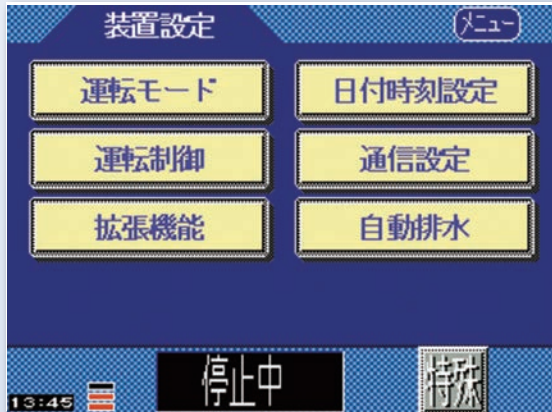 装置設定 メニュー
運転モード 日付時刻設定
運転制御 通信設定
拡張機能 自動排水
13:45 停止中 特殊